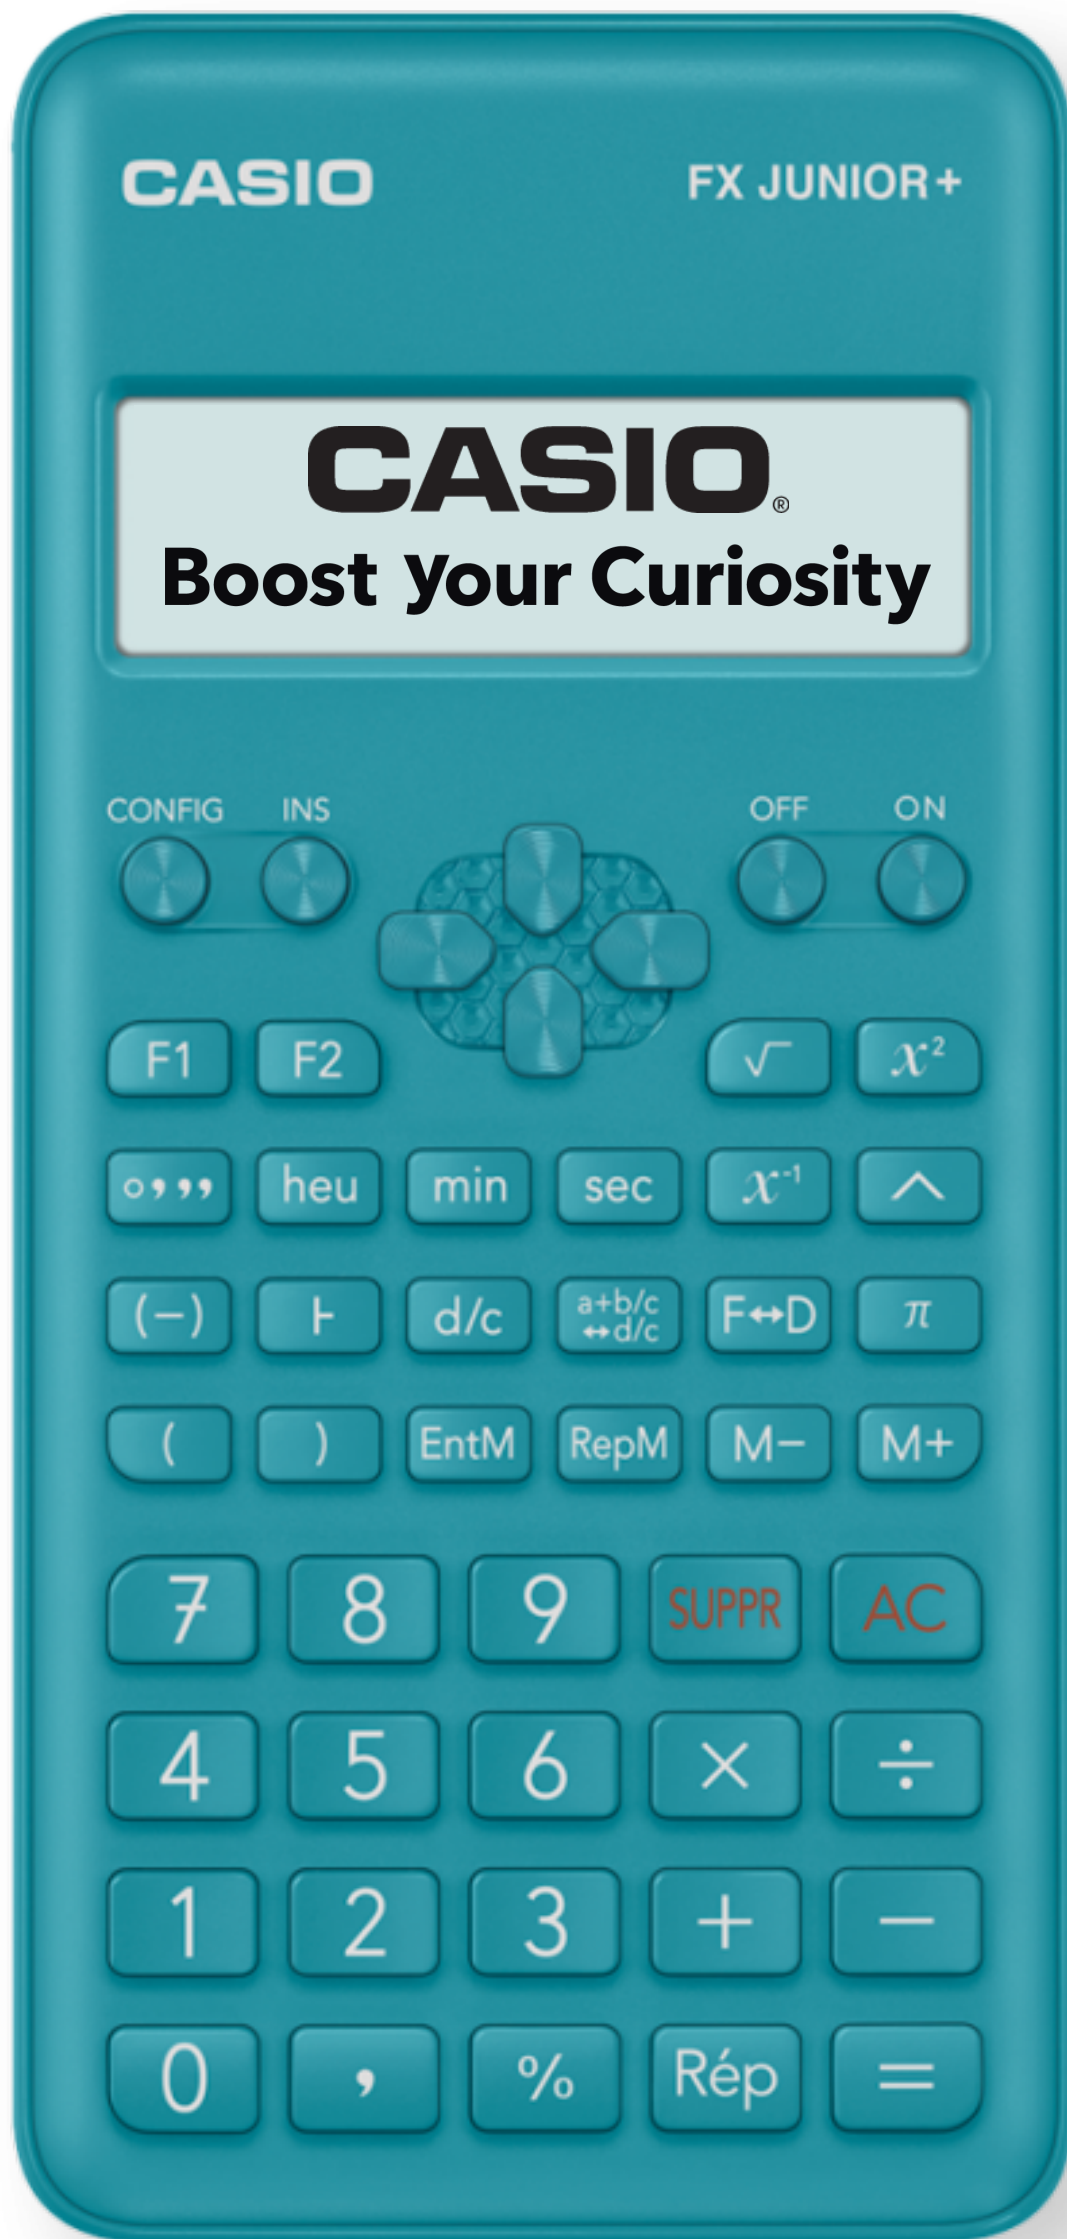 CASIO FX JUNIOR+
CASIO®
Boost your Curiosity
CONFIG INS OFF ON
F1 F2 √ x²
° , , , heu min sec x⁻¹ ^
(−) ⊦ d/c a+b/c ↔d/c F↔D π
( ) EntM RepM M− M+
7 8 9 SUPPR AC
4 5 6 × ÷
1 2 3 + −
0 , % Rép =